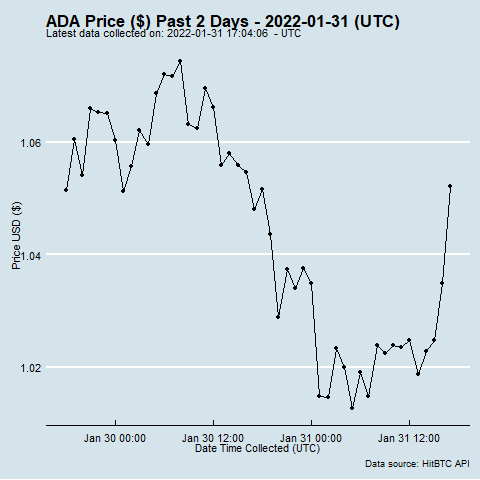 ADA Price ($) Past 2 Days - 2022-01-31 (UTC)
Latest data collected on: 2022-01-31 17:04:06 - UTC
1.06
1.04
1.02
Price USD ($)
Jan 30 00:00 Jan 30 12:00 Jan 31 00:00 Jan 31 12:00
Date Time Collected (UTC)
Data source: HitBTC API